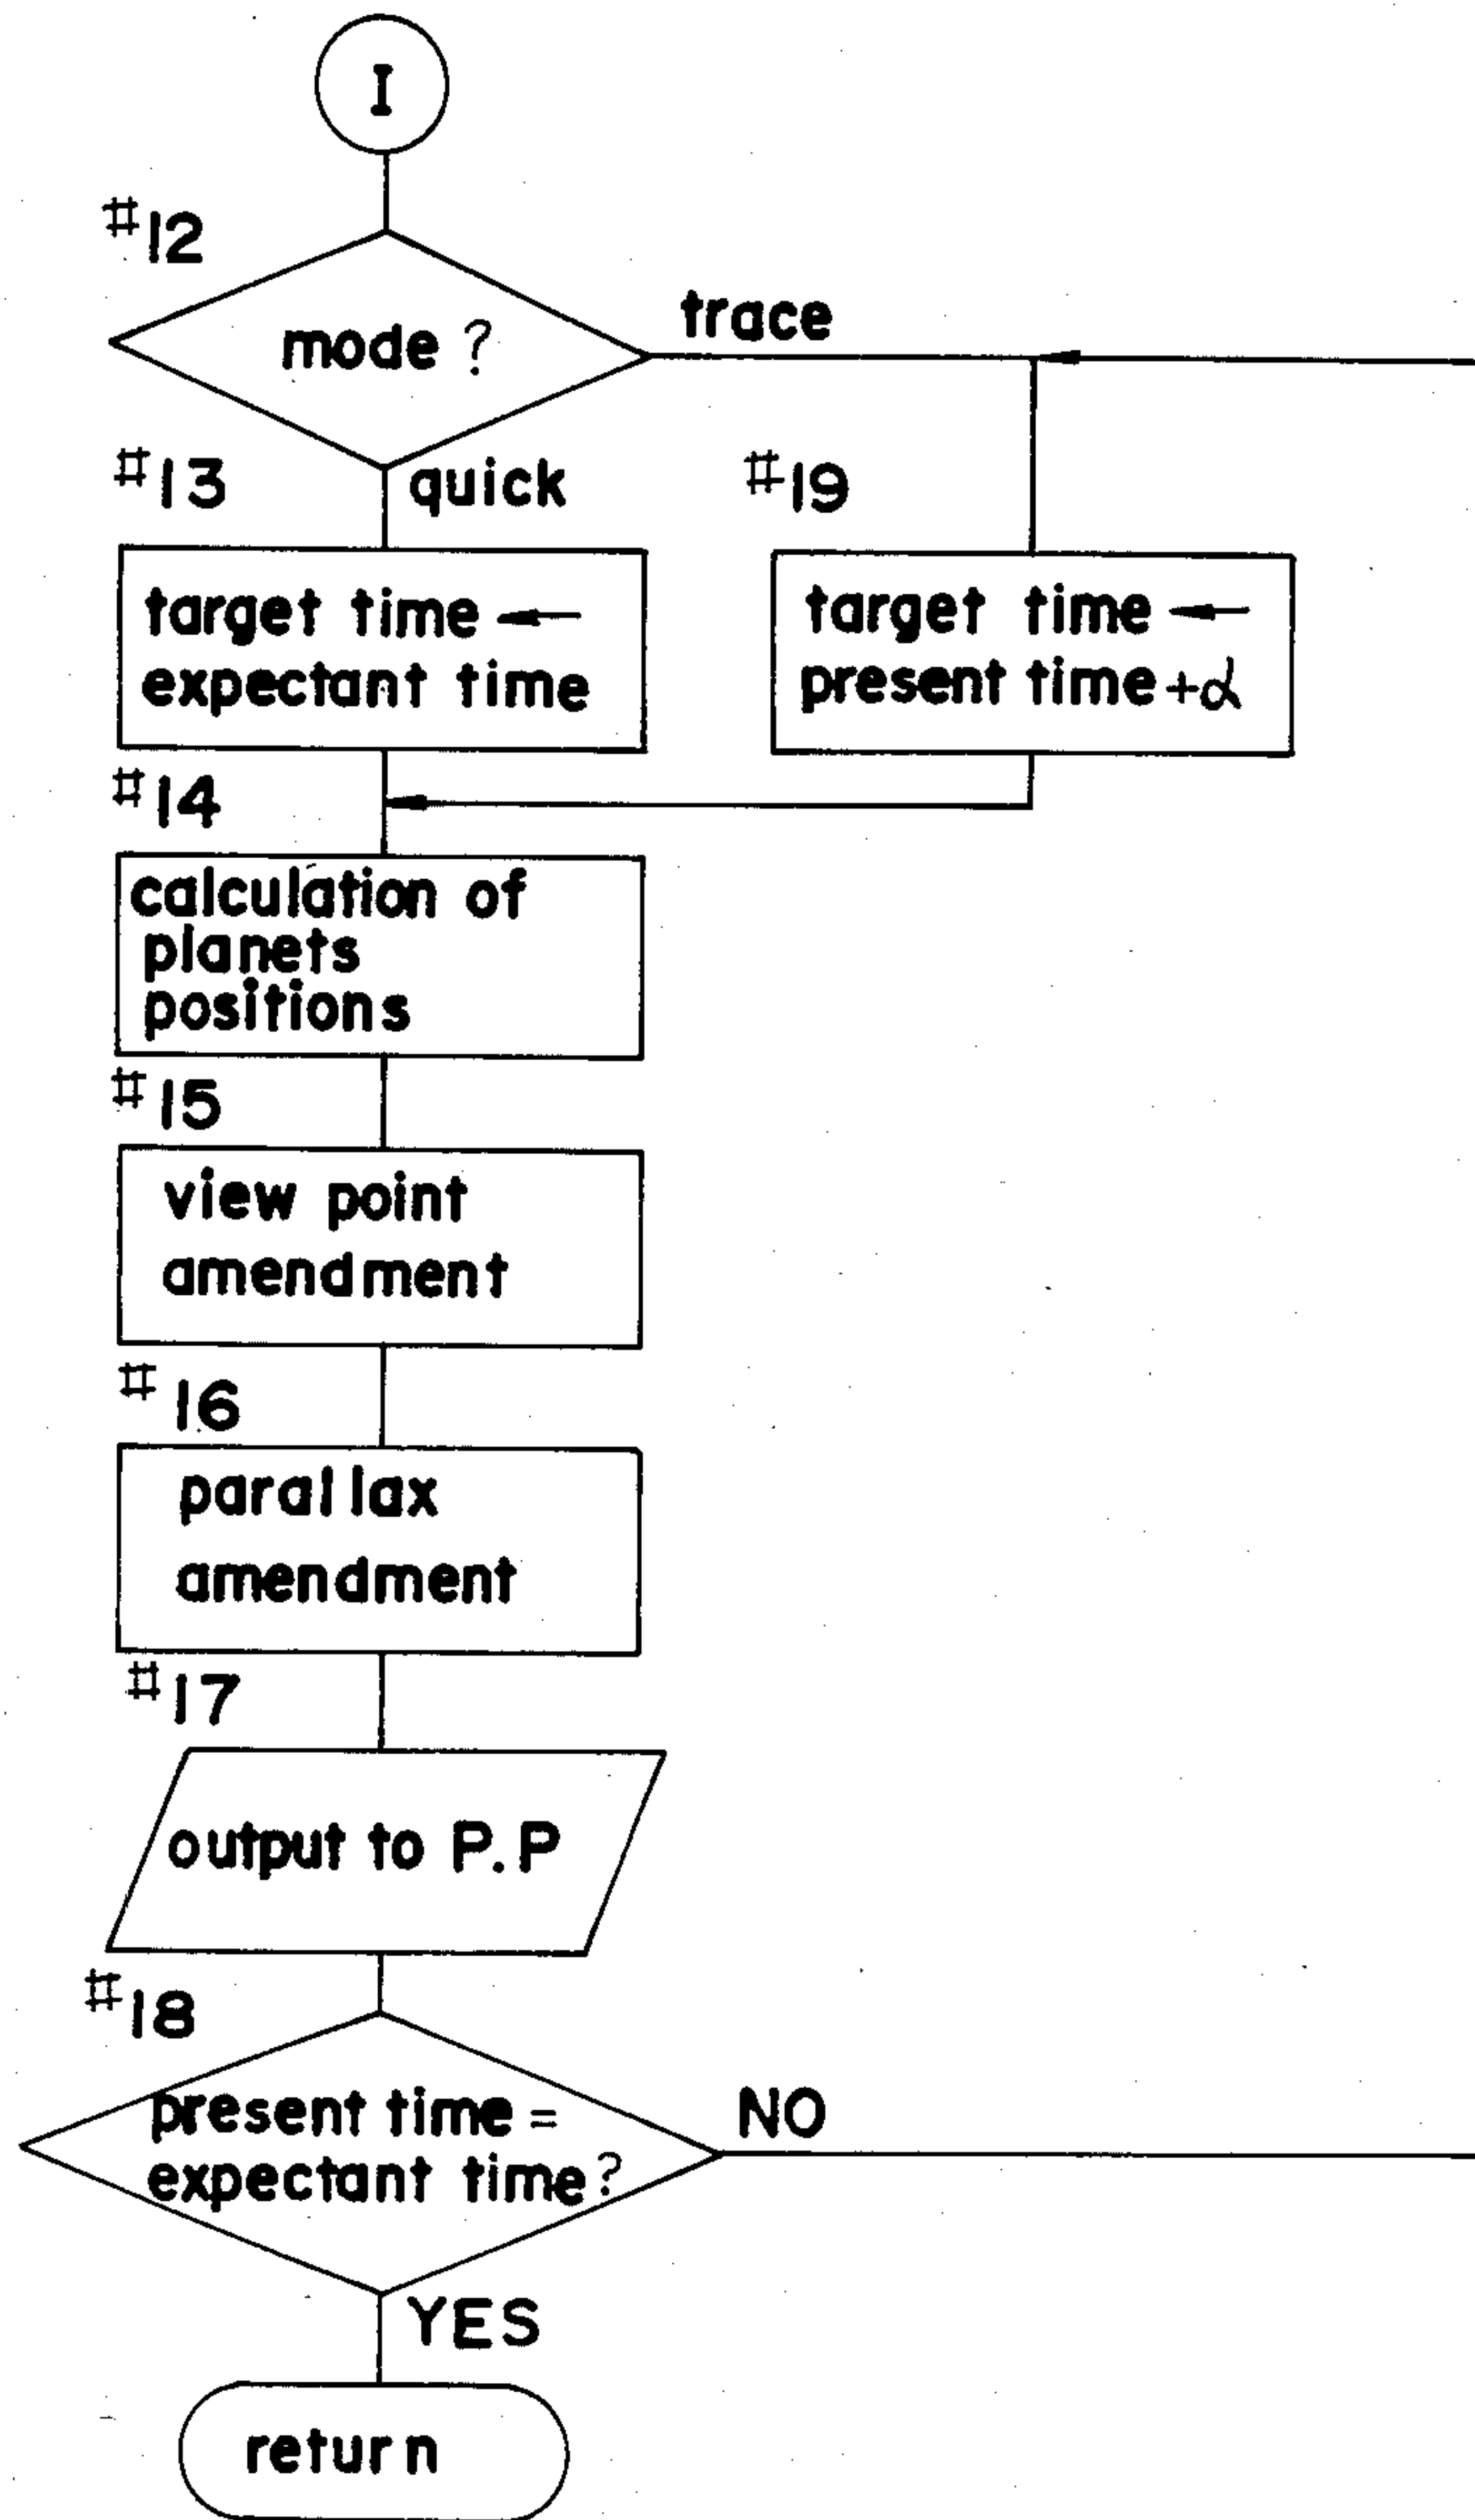 I
#12
mode ?
trace
#13
quick
#19
target time ←
expectant time
target time ←
present time +α
#14
calculation of
planets
positions
#15
view point
amendment
#16
parallax
amendment
#17
output to P.P
#18
present time =
expectant time ?
NO
YES
return